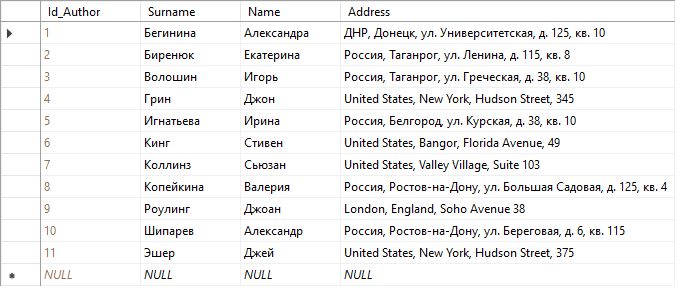 Id_Author Surname Name Address
1 Бегинина Александра ДНР, Донецк, ул. Университетская, д. 125, кв. 10
2 Биренюк Екатерина Россия, Таганрог, ул. Ленина, д. 115, кв. 8
3 Волошин Игорь Россия, Таганрог, ул. Греческая, д. 38, кв. 10
4 Грин Джон United States, New York, Hudson Street, 345
5 Игнатьева Ирина Россия, Белгород, ул. Курская, д. 38, кв. 10
6 Кинг Стивен United States, Bangor, Florida Avenue, 49
7 Коллинз Сьюзан United States, Valley Village, Suite 103
8 Копейкина Валерия Россия, Ростов-на-Дону, ул. Большая Садовая, д. 125, кв. 4
9 Роулинг Джоан London, England, Soho Avenue 38
10 Шипарев Александр Россия, Ростов-на-Дону, ул. Береговая, д. 6, кв. 115
11 Эшер Джей United States, New York, Hudson Street, 375
NULL NULL NULL NULL